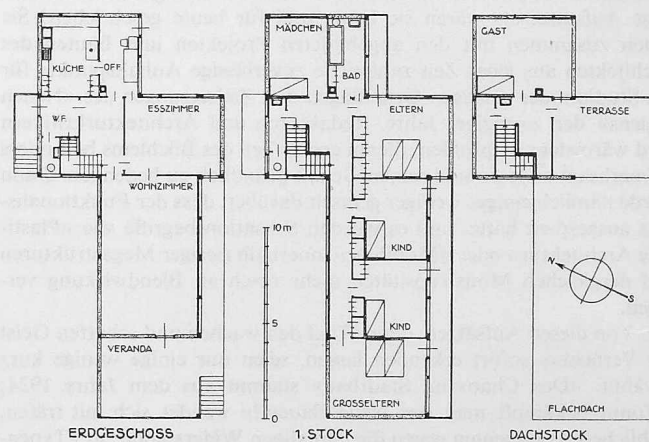 KÜCHE
OFF.
W.F.
ESSZIMMER
WOHNZIMMER
VERANDA
ERDGESCHOSS
10 m
5
0
MÄDCHEN
BAD
ELTERN
KIND
KIND
GROSSELTERN
1. STOCK
GAST
TERRASSE
N
S
FLACHDACH
DACHSTOCK